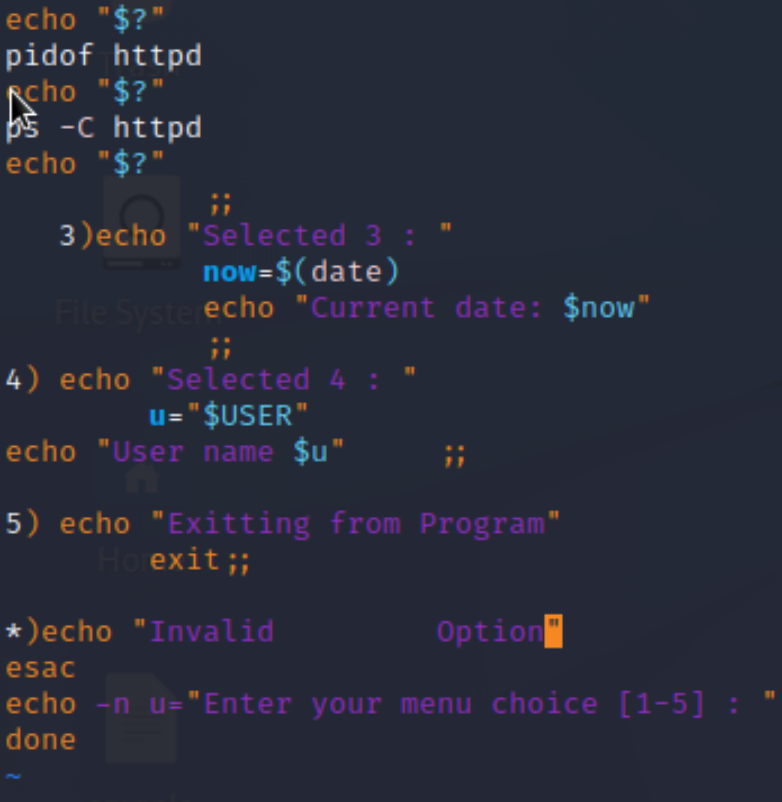 echo "$?"
pidof httpd
echo "$?"
ps -C httpd
echo "$?"
;;
3)echo "Selected 3 : "
now=$(date)
File System
echo "Current date: $now"
;;
4) echo "Selected 4 : "
u="$USER"
echo "User name $u" ;;
5) echo "Exitting from Program"
exit;;
*)echo "Invalid Option"
esac
echo -n u="Enter your menu choice [1-5] : "
done
~